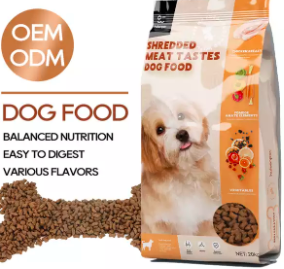 OEM
ODM
DOG FOOD
BALANCED NUTRITION
EASY TO DIGEST
VARIOUS FLAVORS
SHREDDED
MEAT TASTES
DOG FOOD